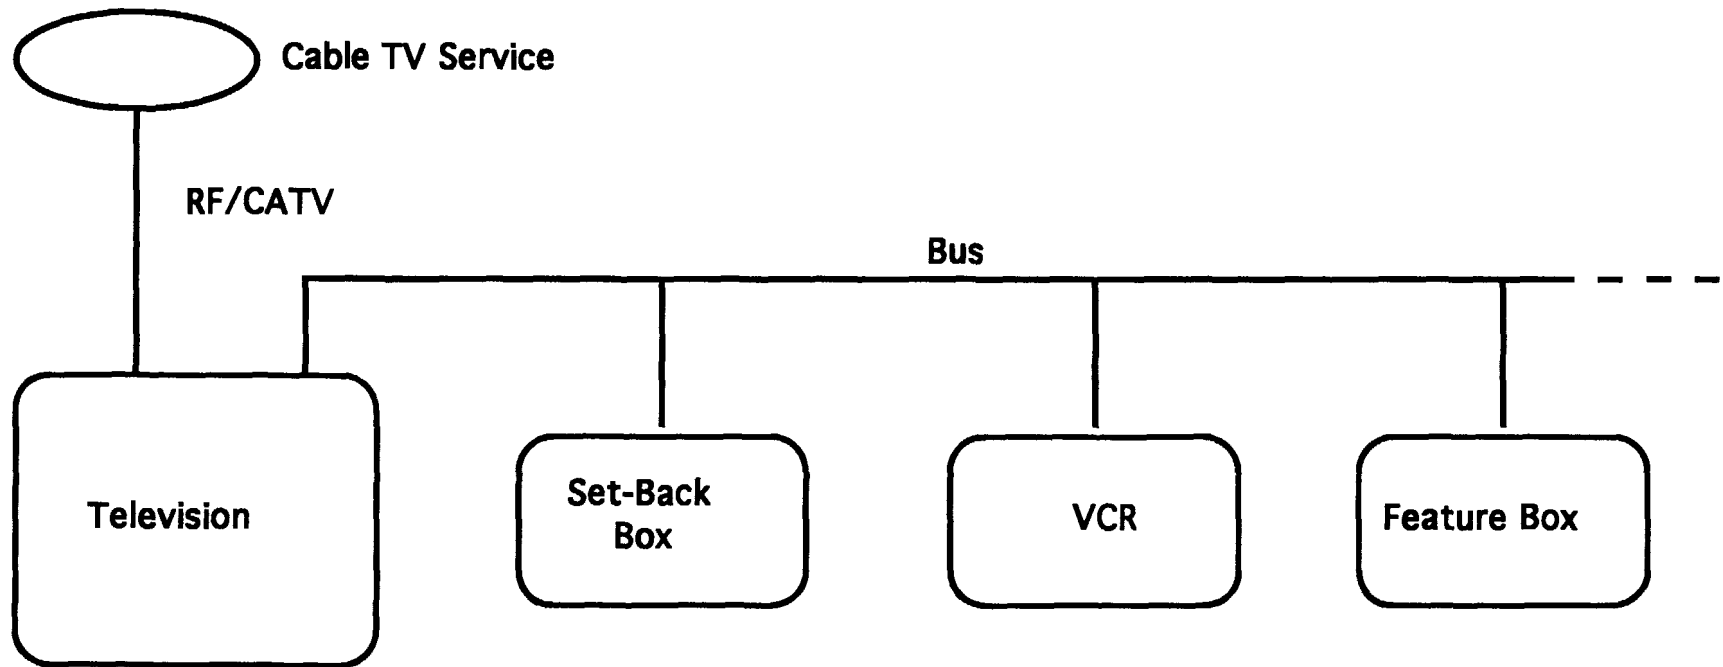 Cable TV Service
RF/CATV
Bus
Television
Set-Back
Box
VCR
Feature Box